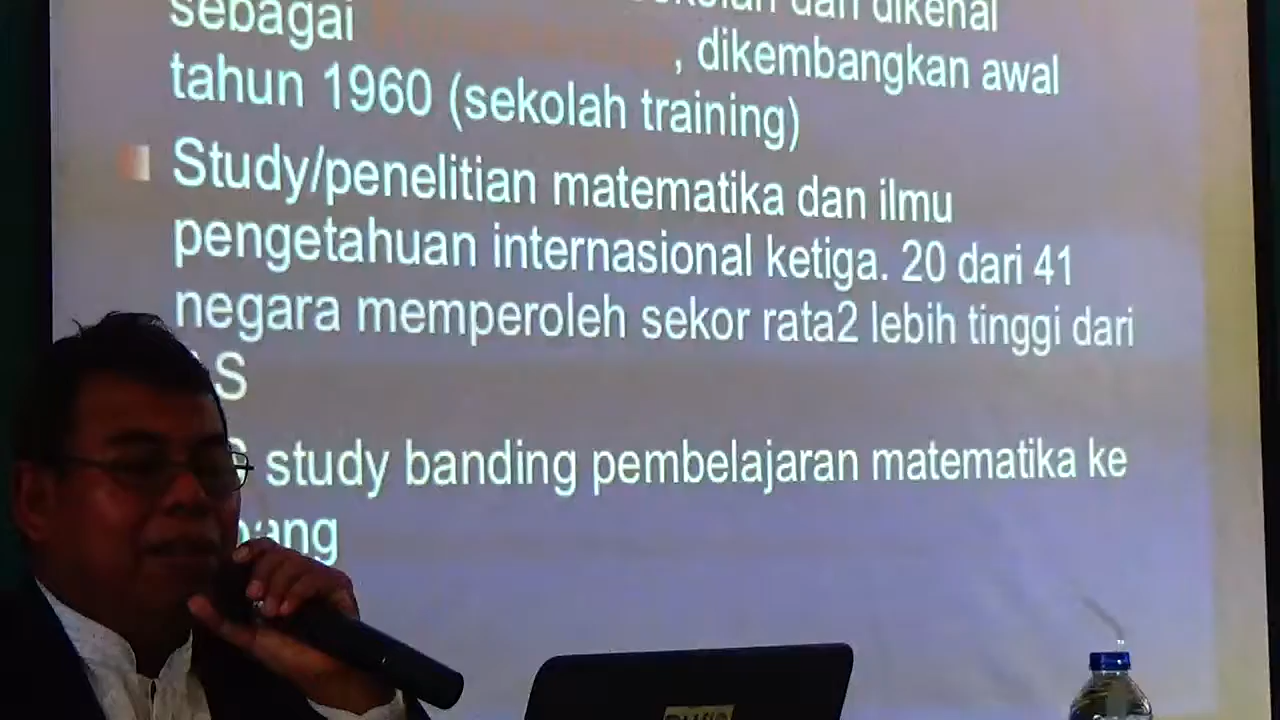 sebagai
, dikembangkan awal
tahun 1960 (sekolah training)
Study/penelitian matematika dan ilmu
pengetahuan internasional ketiga. 20 dari 41
negara memperoleh sekor rata2 lebih tinggi dari
study banding pembelajaran matematika ke